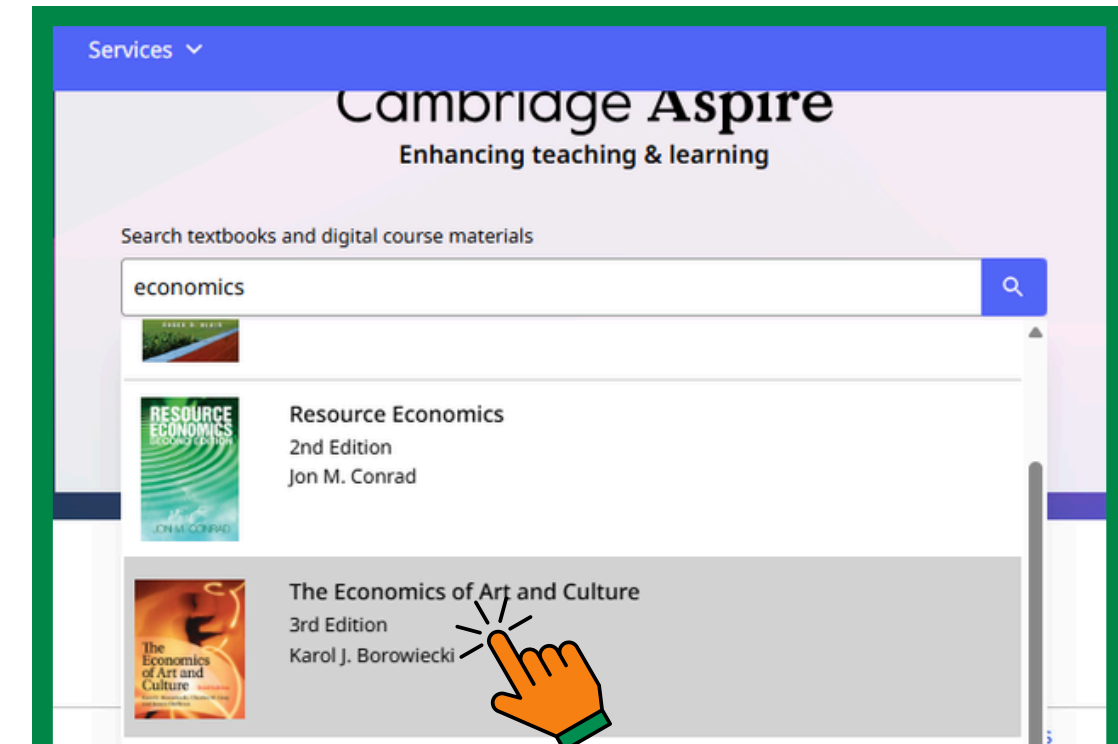 Services
Cambridge Aspire
Enhancing teaching & learning
Search textbooks and digital course materials
economics
ROGER D. BLAIR
RESOURCE
ECONOMICS
SECOND EDITION
JON M. CONRAD
Resource Economics
2nd Edition
Jon M. Conrad
The
Economics
of Art and
Culture
The Economics of Art and Culture
3rd Edition
Karol J. Borowiecki
s